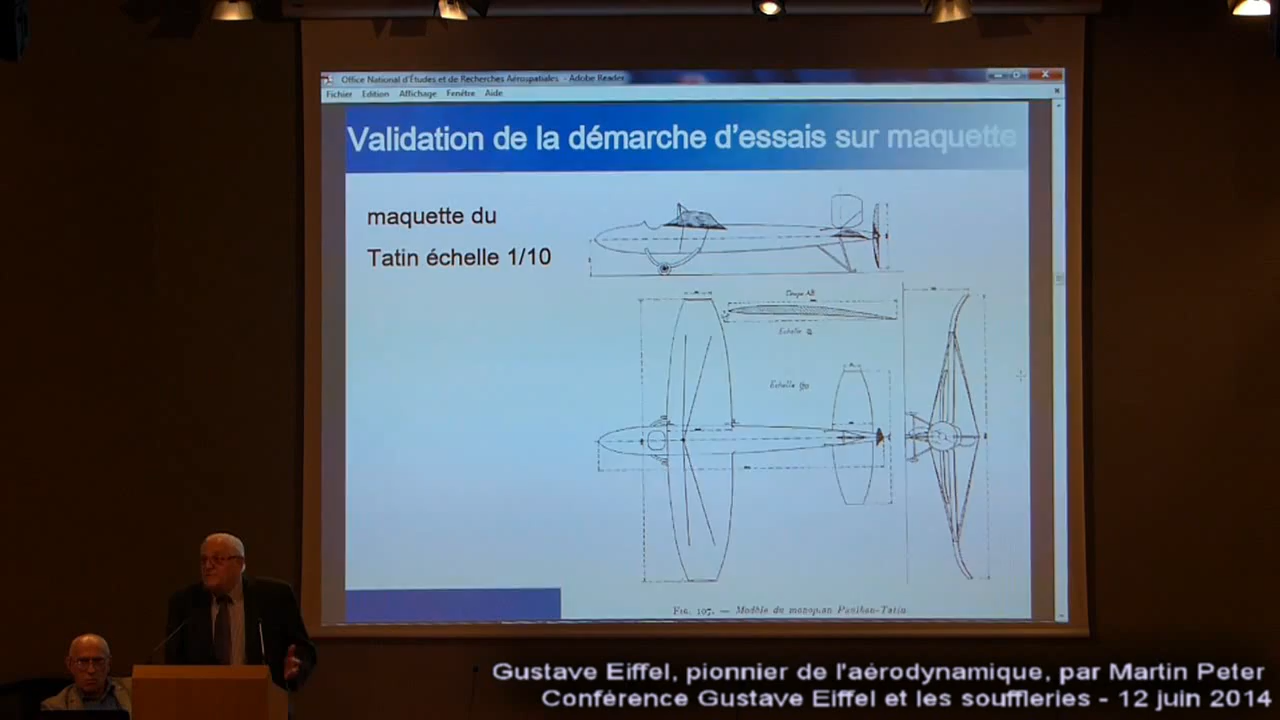 Office National d'Études et de Recherches Aérospatiales - Adobe Reader
Fichier Edition Affichage Fenêtre Aide
Validation de la démarche d'essais sur maquette
maquette du
Tatin échelle 1/10
Coupe AB
Echelle
Echelle
FIG. 107. — Modèle du monoplan Paulhan-Tatin
Gustave Eiffel, pionnier de l'aérodynamique, par Martin Peter
Conférence Gustave Eiffel et les souffleries - 12 juin 2014